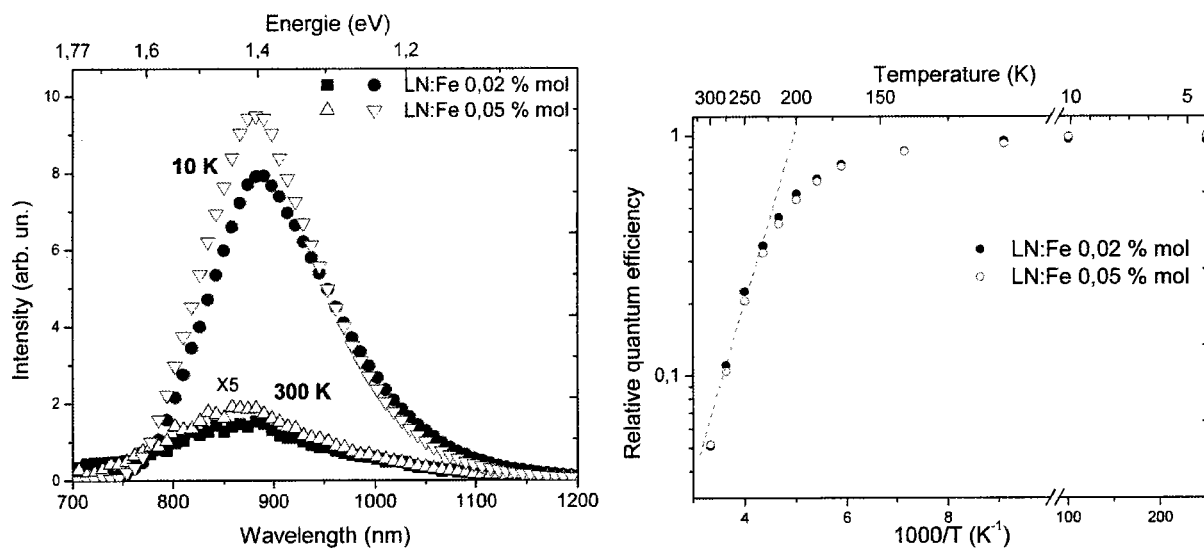 Energie (eV)
1,77 1,6 1,4 1,2
LN:Fe 0,02 % mol
LN:Fe 0,05 % mol
10 K
X5
300 K
10
8
6
4
2
0
Intensity (arb. un.)
700 800 900 1000 1100 1200
Wavelength (nm)
Temperature (K)
300 250 200 150 10 5
1
0,1
Relative quantum efficiency
LN:Fe 0,02 % mol
LN:Fe 0,05 % mol
4 6 8 100 200
1000/T (K⁻¹)